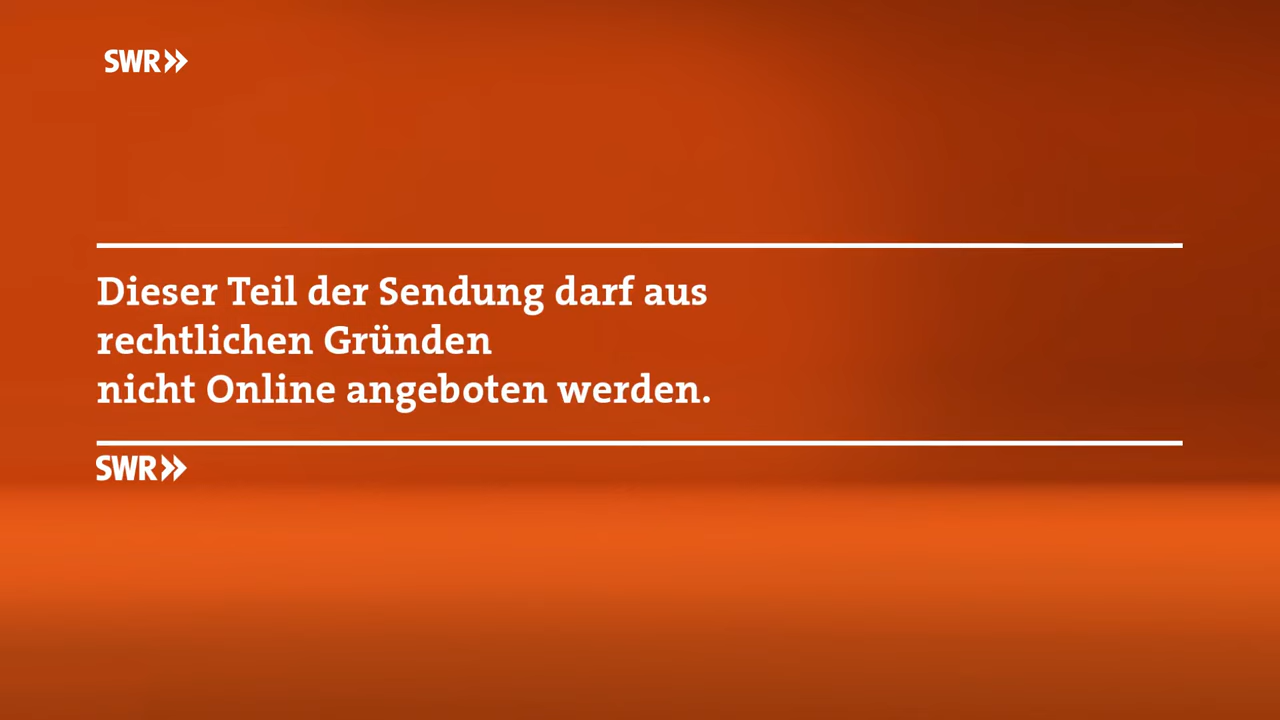 SWR»
Dieser Teil der Sendung darf aus
rechtlichen Gründen
nicht Online angeboten werden.
SWR»